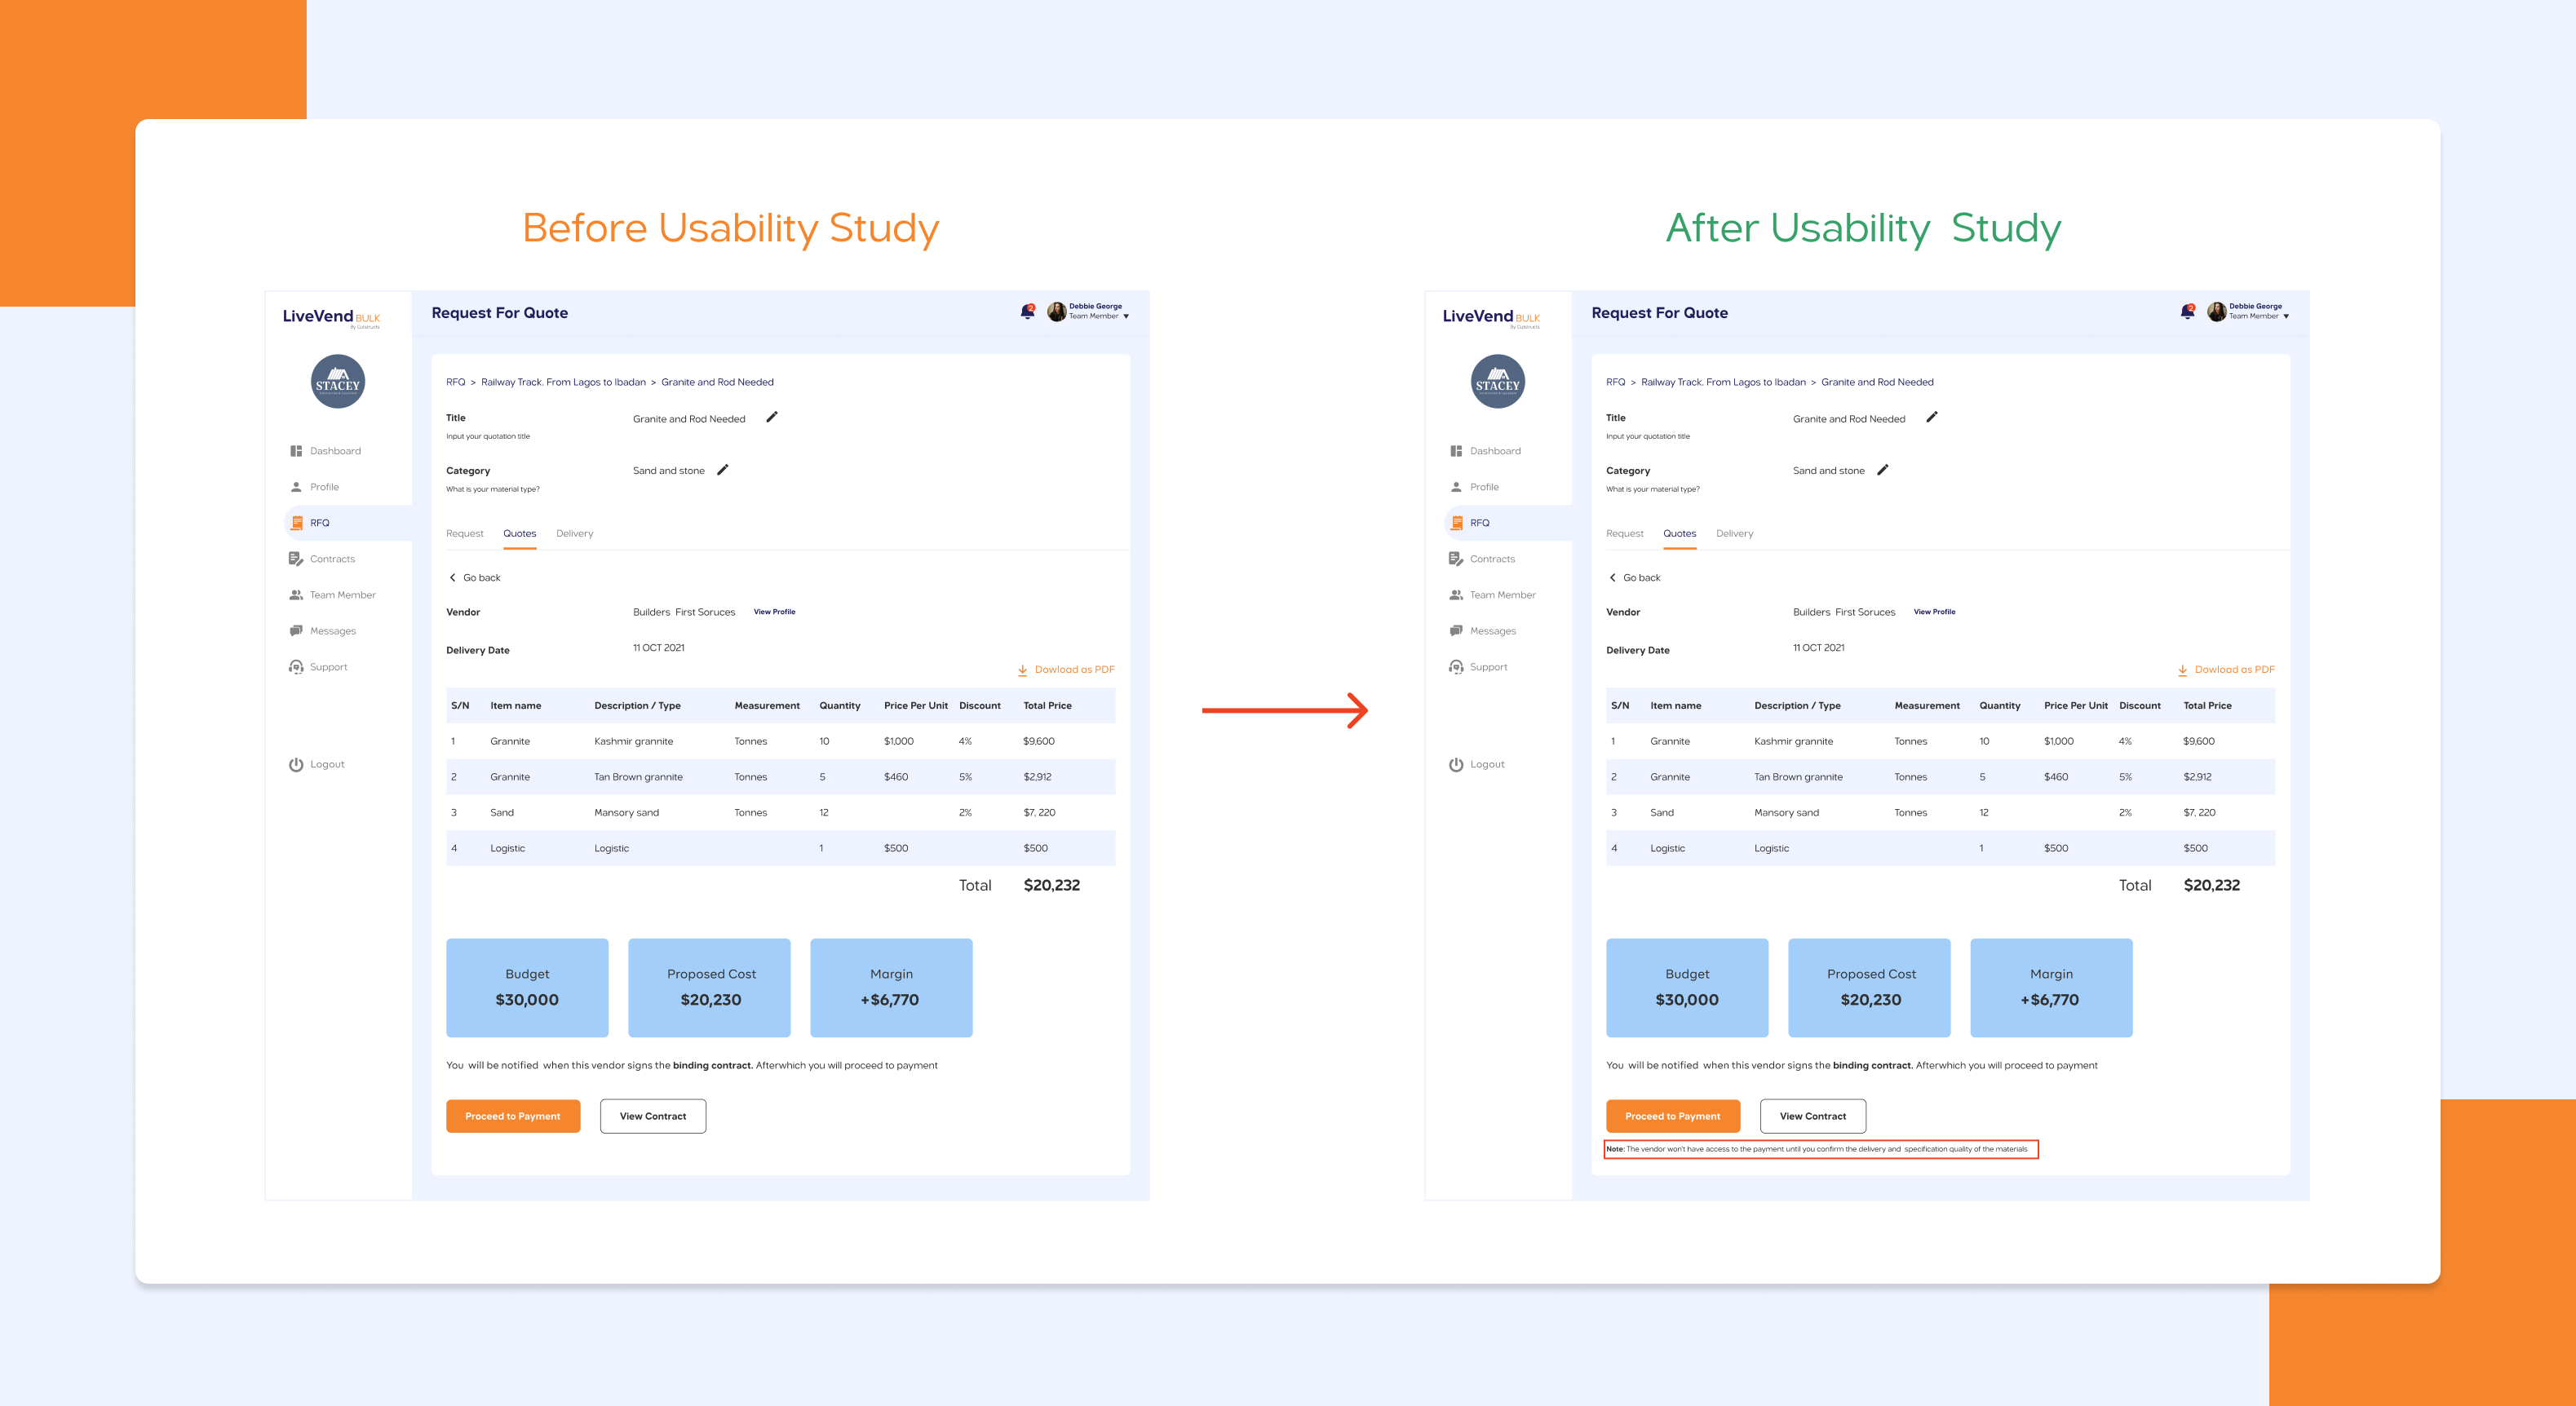 Before Usability Study
LiveVend BULK
By Cutstructs
STACEY
Dashboard
Profile
RFQ
Contracts
Team Member
Messages
Support
Logout
Request For Quote
2
Debbie George
Team Member
RFQ > Railway Track. From Lagos to Ibadan > Granite and Rod Needed
Title Granite and Rod Needed
Input your quotation title
Category Sand and stone
What is your material type?
Request Quotes Delivery
Go back
Vendor Builders First Soruces View Profile
Delivery Date 11 OCT 2021
Dowload as PDF
S/N Item name Description / Type Measurement Quantity Price Per Unit Discount Total Price
1 Grannite Kashmir grannite Tonnes 10 $1,000 4% $9,600
2 Grannite Tan Brown grannite Tonnes 5 $460 5% $2,912
3 Sand Mansory sand Tonnes 12 2% $7, 220
4 Logistic Logistic 1 $500 $500
Total $20,232
Budget Proposed Cost Margin
$30,000 $20,230 +$6,770
You will be notified when this vendor signs the binding contract. Afterwhich you will proceed to payment
Proceed to Payment View Contract
After Usability Study
LiveVend BULK
By Cutstructs
STACEY
Dashboard
Profile
RFQ
Contracts
Team Member
Messages
Support
Logout
Request For Quote
2
Debbie George
Team Member
RFQ > Railway Track. From Lagos to Ibadan > Granite and Rod Needed
Title Granite and Rod Needed
Input your quotation title
Category Sand and stone
What is your material type?
Request Quotes Delivery
Go back
Vendor Builders First Soruces View Profile
Delivery Date 11 OCT 2021
Dowload as PDF
S/N Item name Description / Type Measurement Quantity Price Per Unit Discount Total Price
1 Grannite Kashmir grannite Tonnes 10 $1,000 4% $9,600
2 Grannite Tan Brown grannite Tonnes 5 $460 5% $2,912
3 Sand Mansory sand Tonnes 12 2% $7, 220
4 Logistic Logistic 1 $500 $500
Total $20,232
Budget Proposed Cost Margin
$30,000 $20,230 +$6,770
You will be notified when this vendor signs the binding contract. Afterwhich you will proceed to payment
Proceed to Payment View Contract
Note: The vendor won't have access to the payment until you confirm the delivery and specification quality of the materials